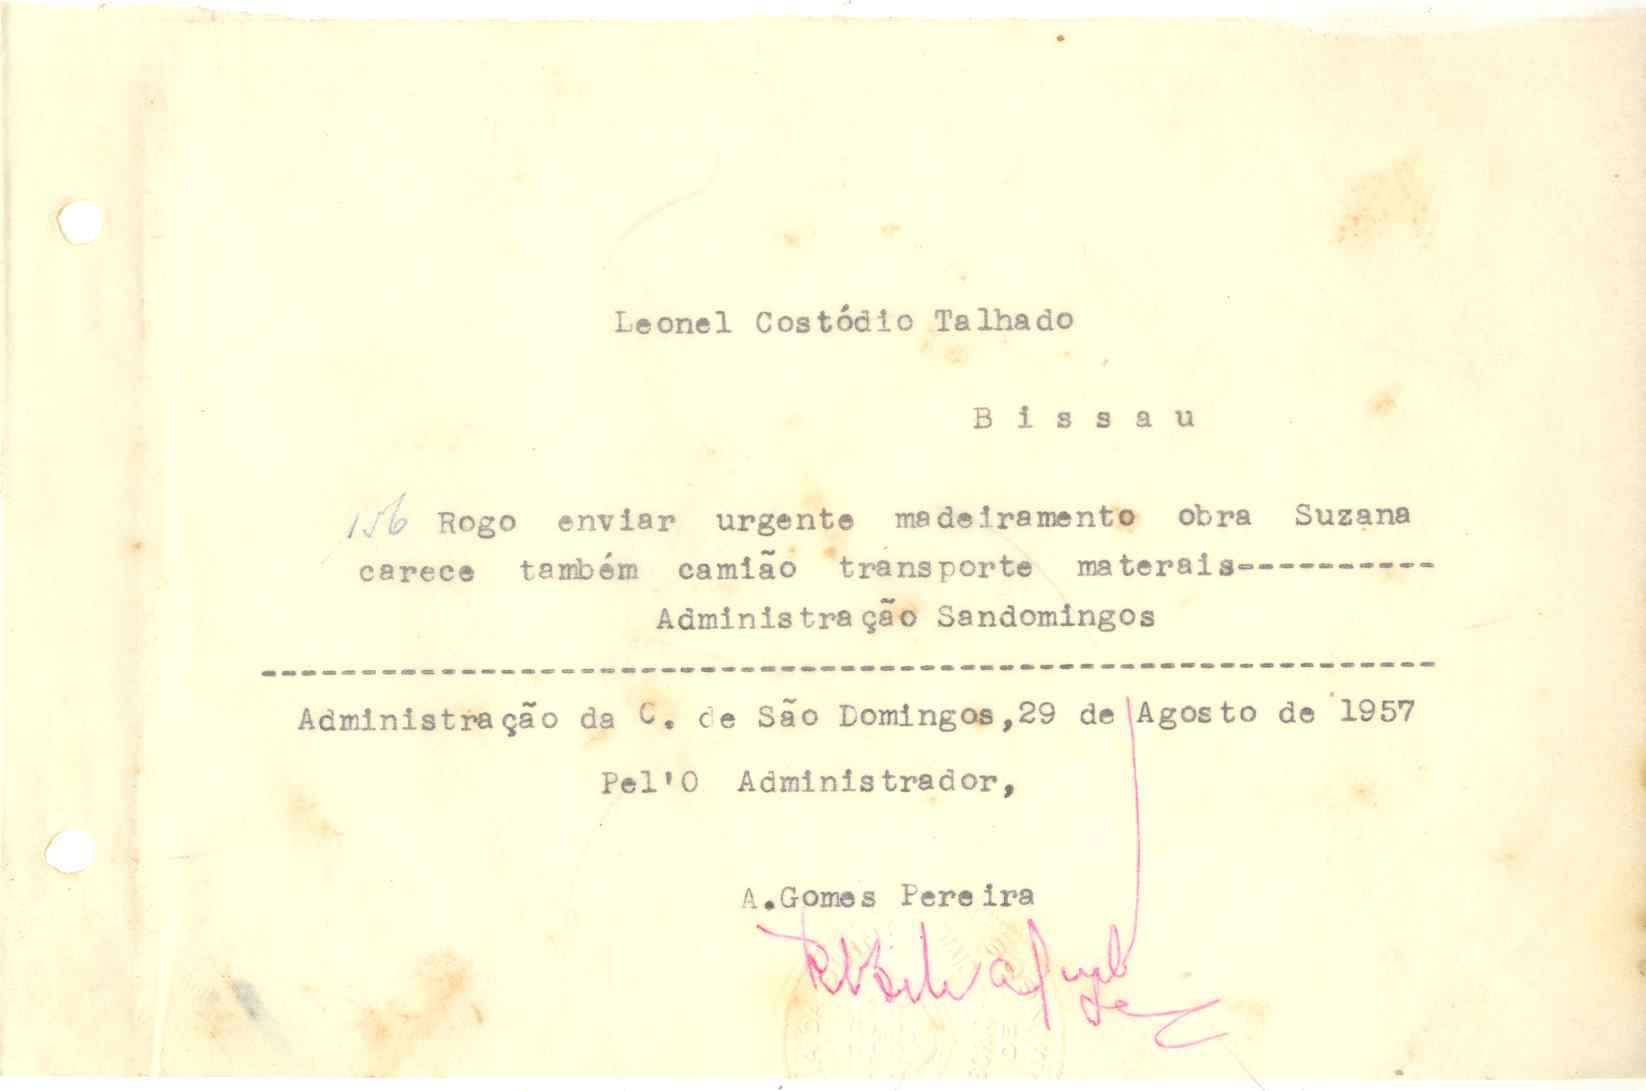 Leonel Costódio Talhado
Bissau
156 Rogo enviar urgente madeiramento obra Suzana
carece também camião transporte materais----------
Administração Sandomingos
-----------------------------------------------------------
Administração da C. de São Domingos,29 de Agosto de 1957
Pel'O Administrador,
A.Gomes Pereira